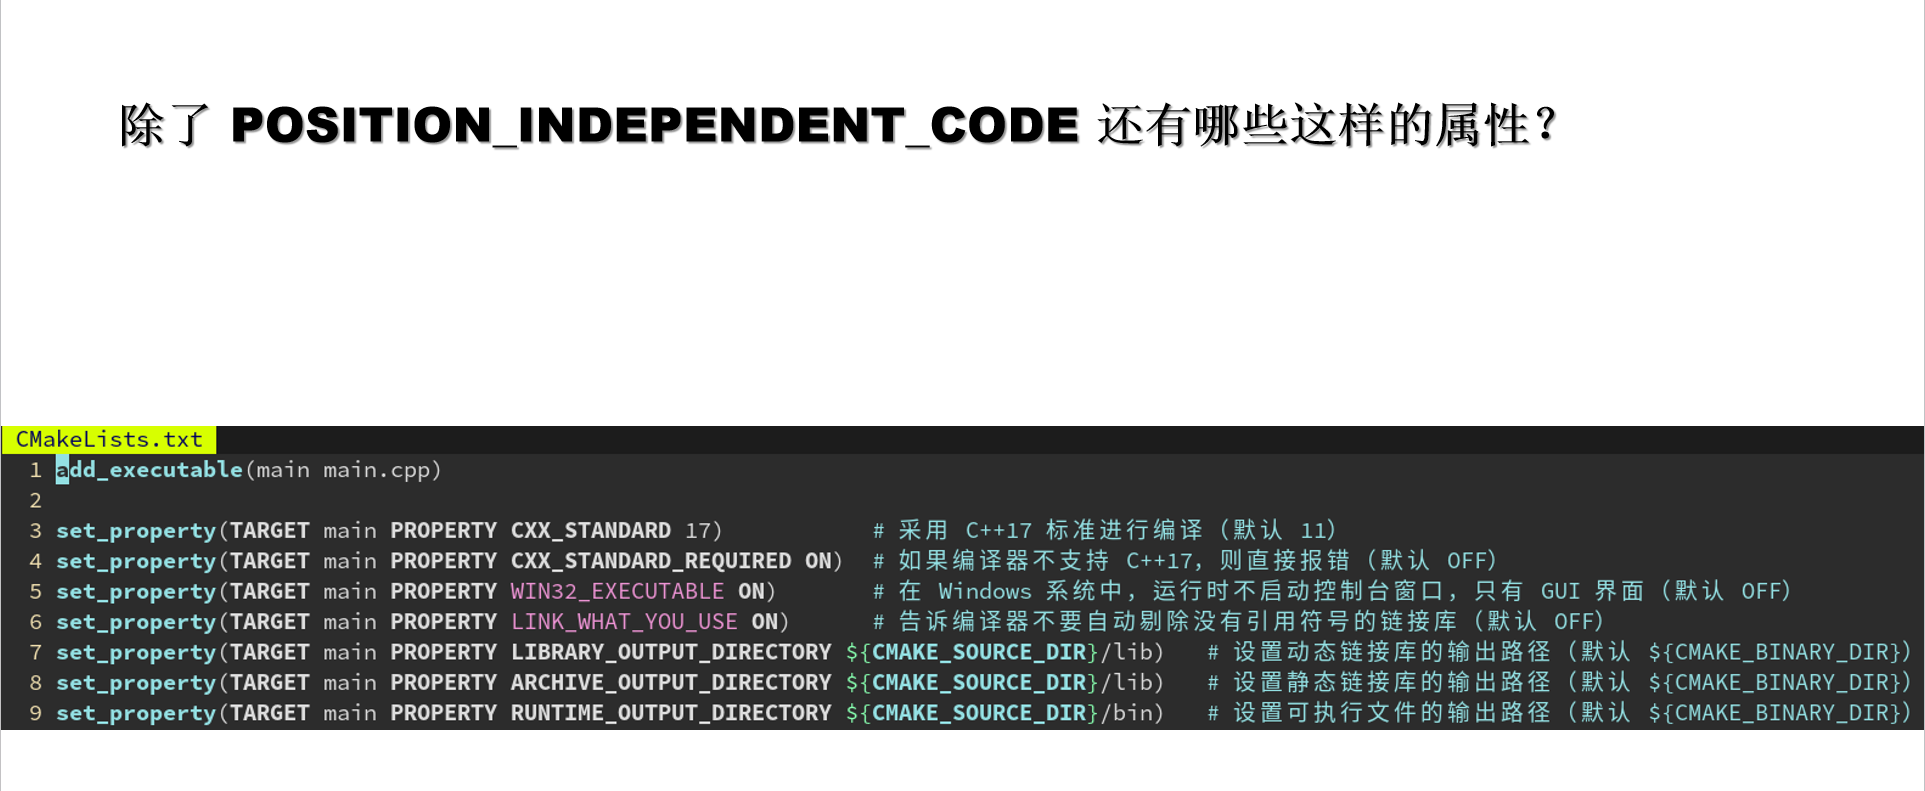 除了 POSITION_INDEPENDENT_CODE 还有哪些这样的属性？
CMakeLists.txt
1 add_executable(main main.cpp)
2
3 set_property(TARGET main PROPERTY CXX_STANDARD 17) # 采用 C++17 标准进行编译（默认 11）
4 set_property(TARGET main PROPERTY CXX_STANDARD_REQUIRED ON) # 如果编译器不支持 C++17，则直接报错（默认 OFF）
5 set_property(TARGET main PROPERTY WIN32_EXECUTABLE ON) # 在 Windows 系统中，运行时不启动控制台窗口，只有 GUI 界面（默认 OFF）
6 set_property(TARGET main PROPERTY LINK_WHAT_YOU_USE ON) # 告诉编译器不要自动剔除没有引用符号的链接库（默认 OFF）
7 set_property(TARGET main PROPERTY LIBRARY_OUTPUT_DIRECTORY ${CMAKE_SOURCE_DIR}/lib) # 设置动态链接库的输出路径（默认 ${CMAKE_BINARY_DIR}）
8 set_property(TARGET main PROPERTY ARCHIVE_OUTPUT_DIRECTORY ${CMAKE_SOURCE_DIR}/lib) # 设置静态链接库的输出路径（默认 ${CMAKE_BINARY_DIR}）
9 set_property(TARGET main PROPERTY RUNTIME_OUTPUT_DIRECTORY ${CMAKE_SOURCE_DIR}/bin) # 设置可执行文件的输出路径（默认 ${CMAKE_BINARY_DIR}）